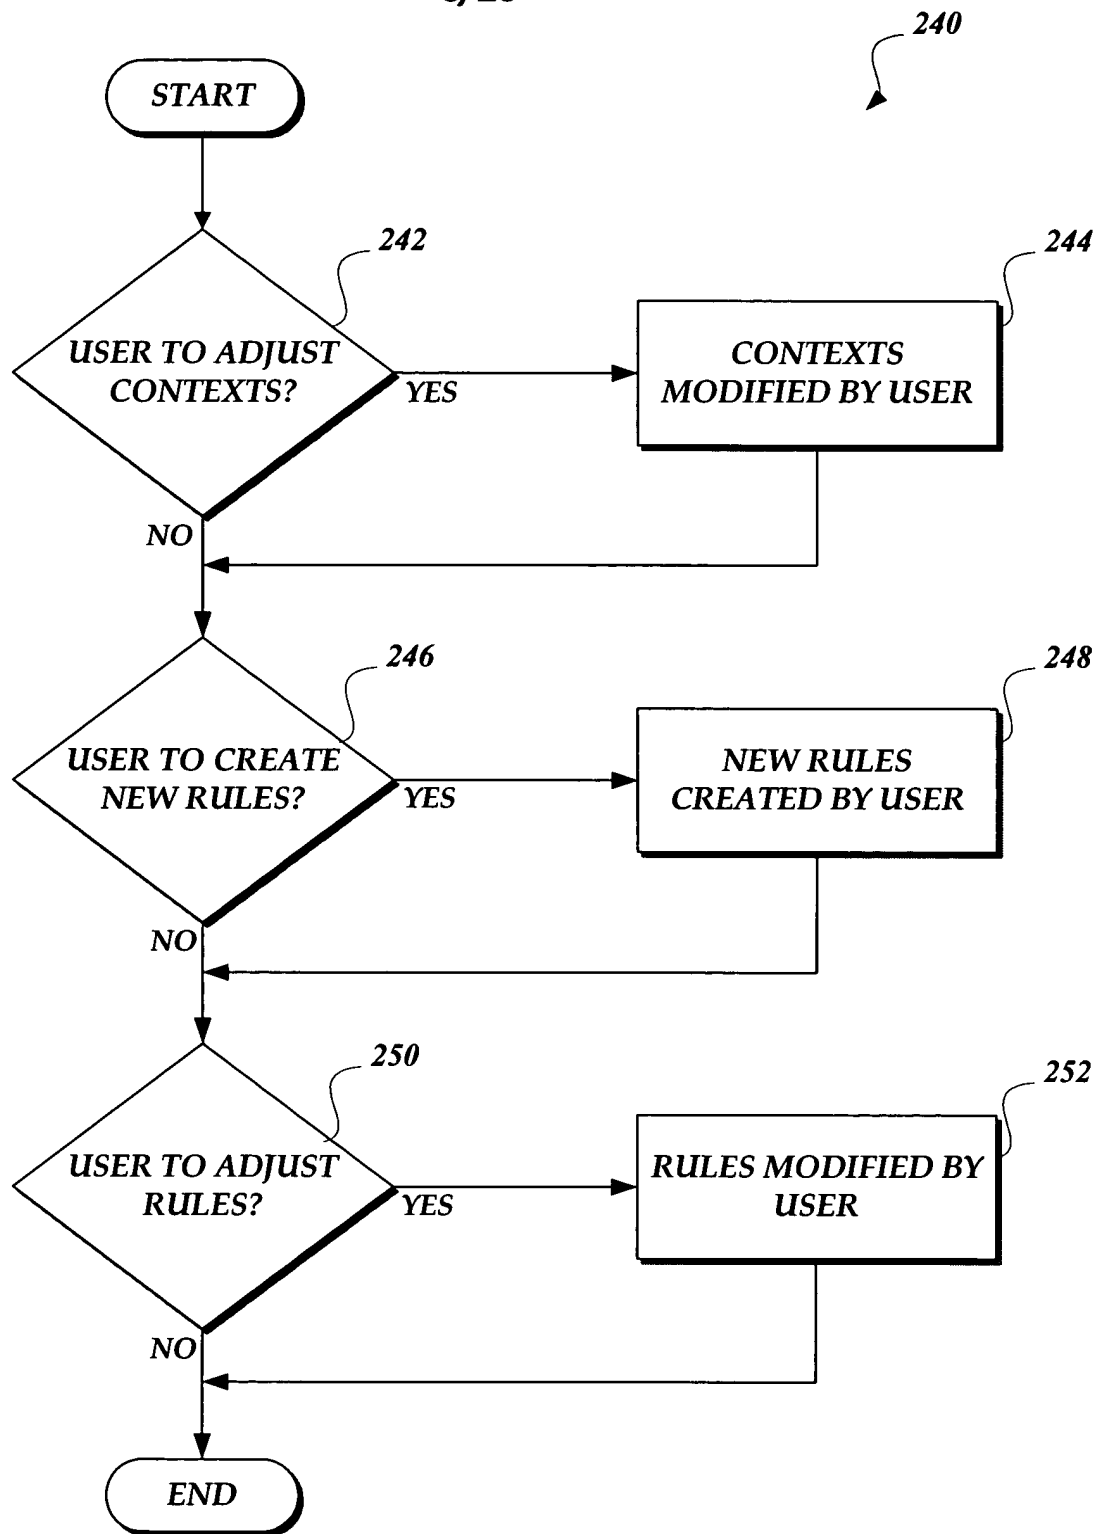 240
START
242
244
USER TO ADJUST
CONTEXTS?
YES
CONTEXTS
MODIFIED BY USER
NO
246
248
USER TO CREATE
NEW RULES?
YES
NEW RULES
CREATED BY USER
NO
250
252
USER TO ADJUST
RULES?
YES
RULES MODIFIED BY
USER
NO
END